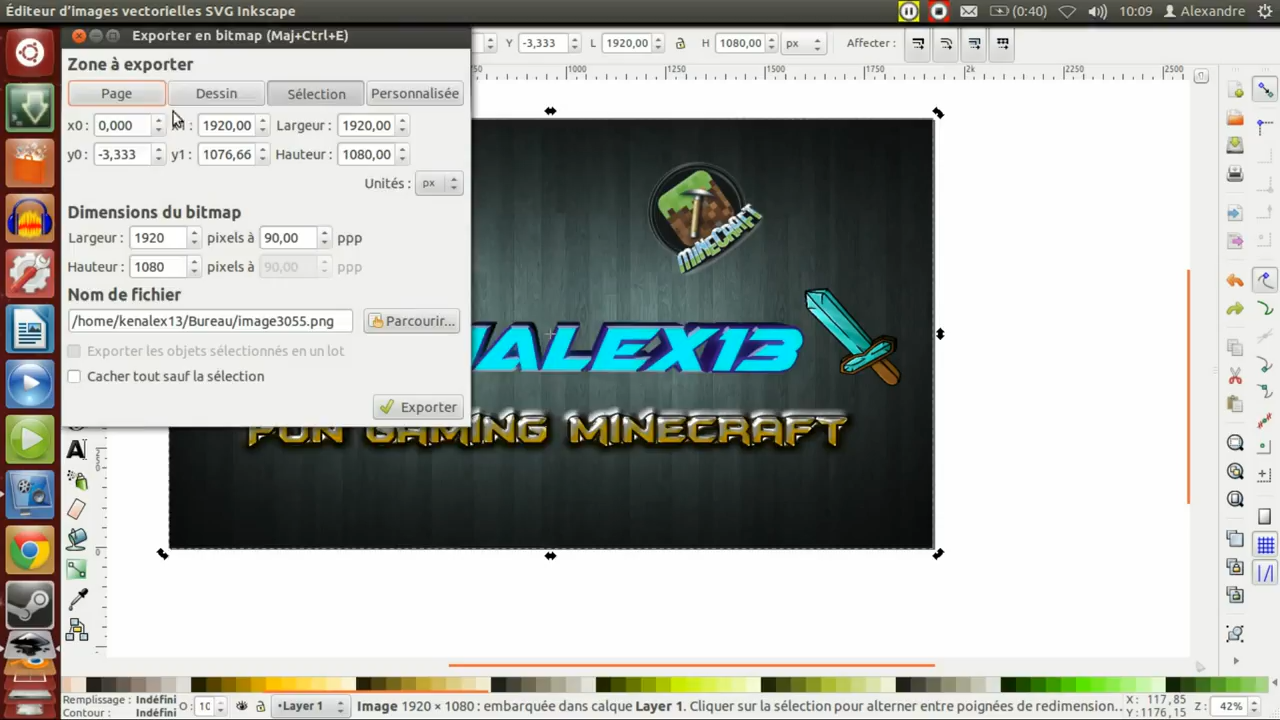 Éditeur d'images vectorielles SVG Inkscape
(0:40) 10:09 Alexandre
Exporter en bitmap (Maj+Ctrl+E)
Y -3,333 L 1920,00 H 1080,00 px Affecter :
Zone à exporter
Page Dessin Sélection Personnalisée
x0 : 0,000 x1 : 1920,00 Largeur : 1920,00
y0 : -3,333 y1 : 1076,66 Hauteur : 1080,00
Unités : px
Dimensions du bitmap
Largeur : 1920 pixels à 90,00 ppp
Hauteur : 1080 pixels à 90,00 ppp
Nom de fichier
/home/kenalex13/Bureau/image3055.png Parcourir...
Exporter les objets sélectionnés en un lot
Cacher tout sauf la sélection
Exporter
750 1000 1250 1500 1750 2k 2250 2500
MINECRAFT
NALEX13
FUN GAMING MINECRAFT
Remplissage : Indéfini
Contour : Indéfini
O : 10
•Layer 1
Image 1920 × 1080 : embarquée dans calque Layer 1. Cliquer sur la sélection pour alterner entre poignées de redimension...
X : 117,85
Y : 1176,15
Z : 42%